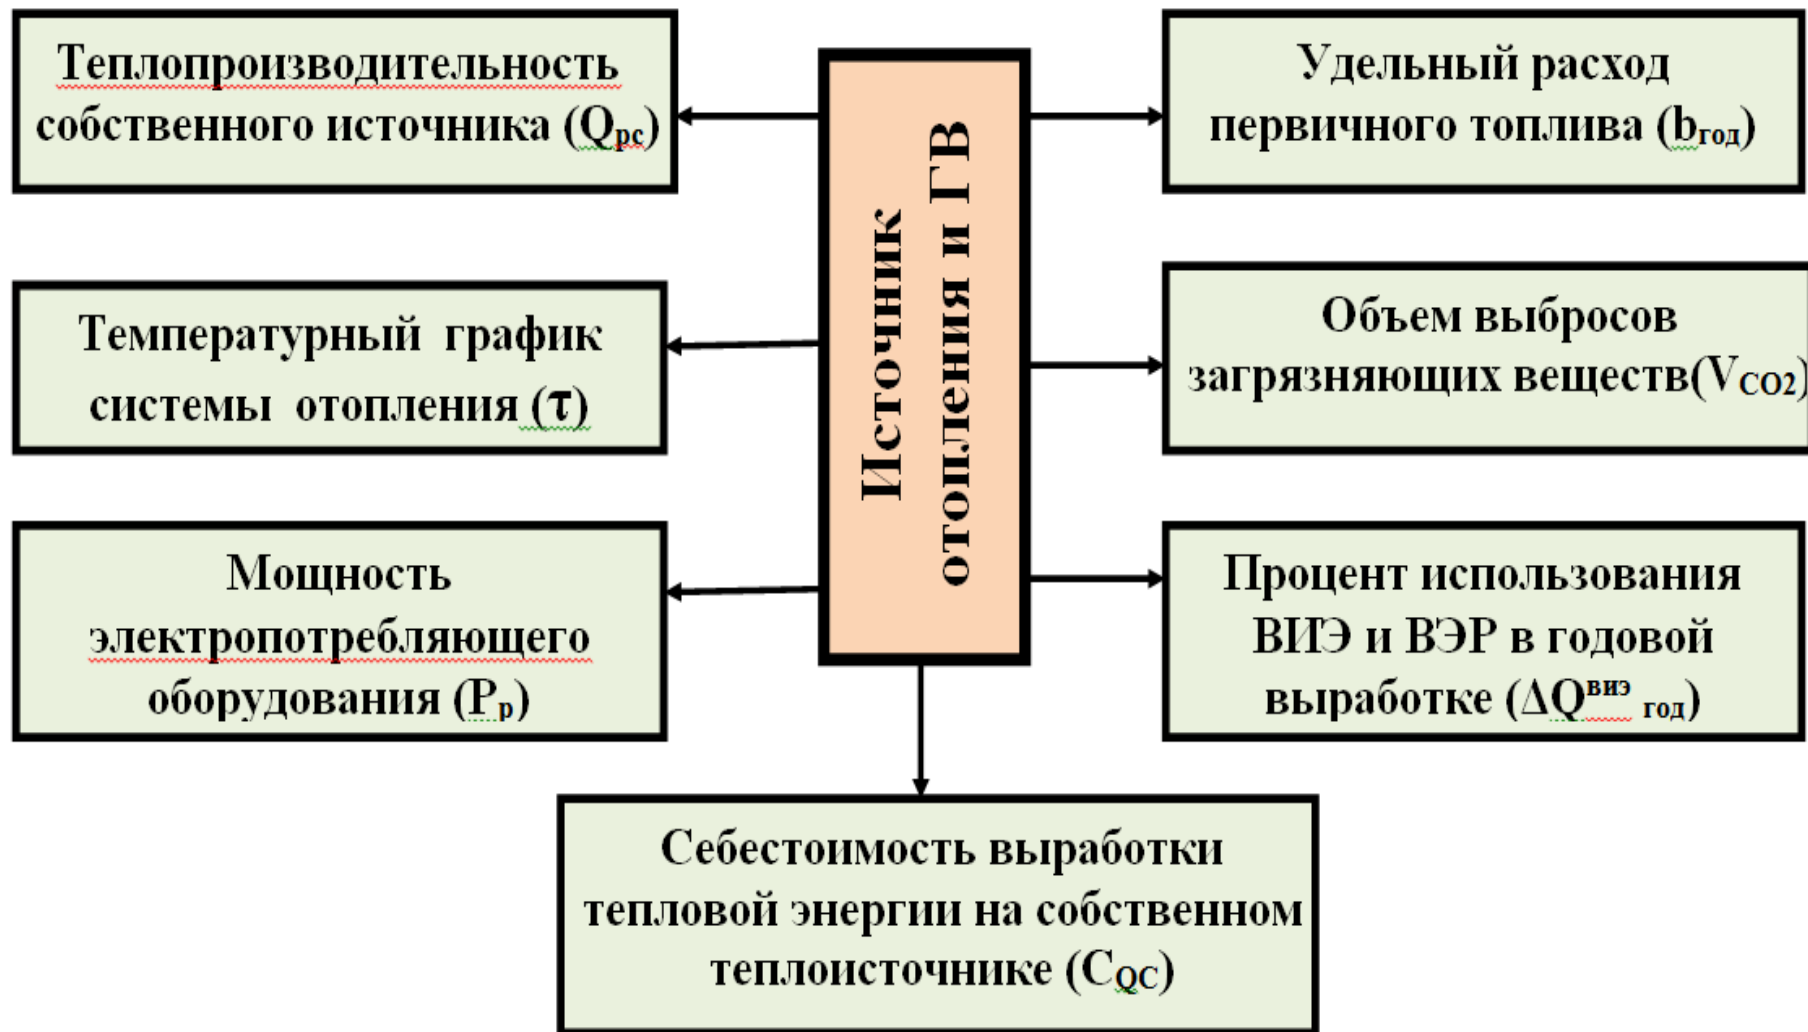 Теплопроизводительность
собственного источника (Qрс)
Температурный график
системы отопления (τ)
Мощность
электропотребляющего
оборудования (Pр)
Источник
отопления и ГВ
Удельный расход
первичного топлива (bгод)
Объем выбросов
загрязняющих веществ(VCO2)
Процент использования
ВИЭ и ВЭР в годовой
выработке (ΔQвиэ год)
Себестоимость выработки
тепловой энергии на собственном
теплоисточнике (CQC)